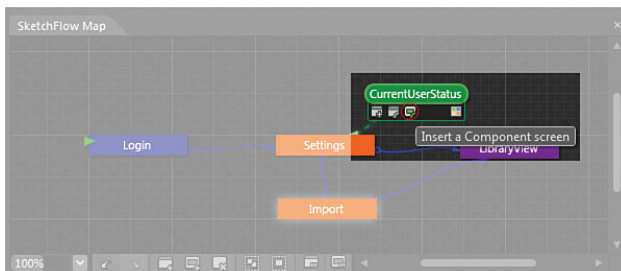 SketchFlow Map
CurrentUserStatus
Insert a Component screen
Login
Settings
LibraryView
Import
100%